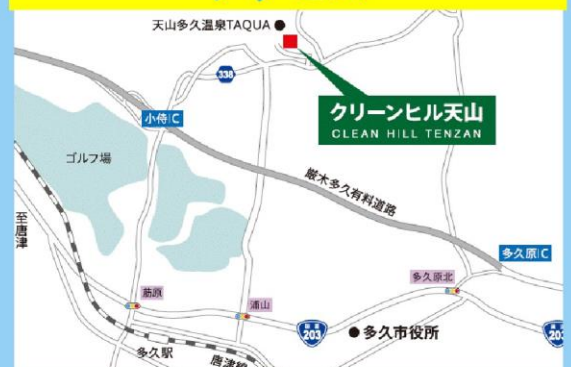 天山多久温泉TAQUA
338
クリーンヒル天山
CLEAN HILL TENZAN
小侍IC
ゴルフ場
厳木多久有料道路
至唐津
多久原IC
多久原北
莇原
浦山
国道
203
多久市役所
203
多久駅
唐津線